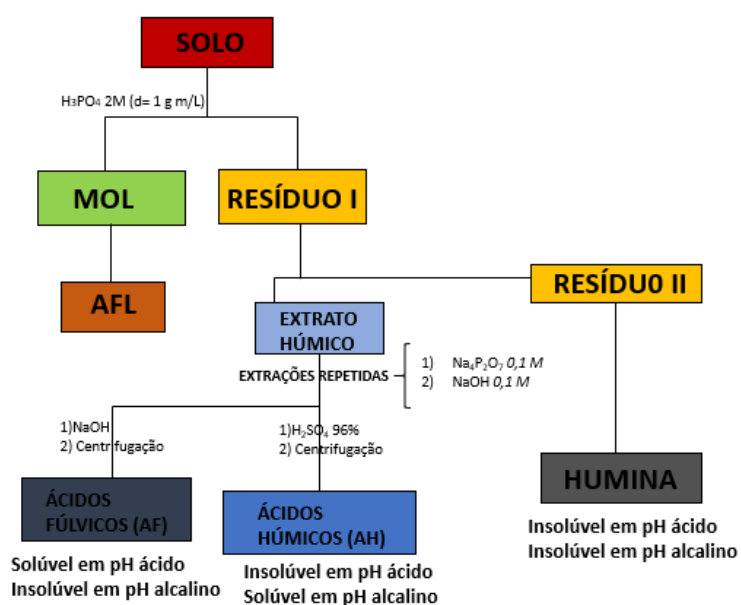 SOLO
H₃PO₄ 2M (d= 1 g m/L)
MOL
RESÍDUO I
AFL
RESÍDU0 II
EXTRATO
HÚMICO
EXTRAÇÕES REPETIDAS
1) Na₄P₂O₇ 0,1 M
2) NaOH 0,1 M
1)NaOH
2) Centrifugação
1)H₂SO₄ 96%
2) Centrifugação
ÁCIDOS
FÚLVICOS (AF)
ÁCIDOS
HÚMICOS (AH)
HUMINA
Solúvel em pH ácido
Insolúvel em pH alcalino
Insolúvel em pH ácido
Solúvel em pH alcalino
Insolúvel em pH ácido
Insolúvel em pH alcalino